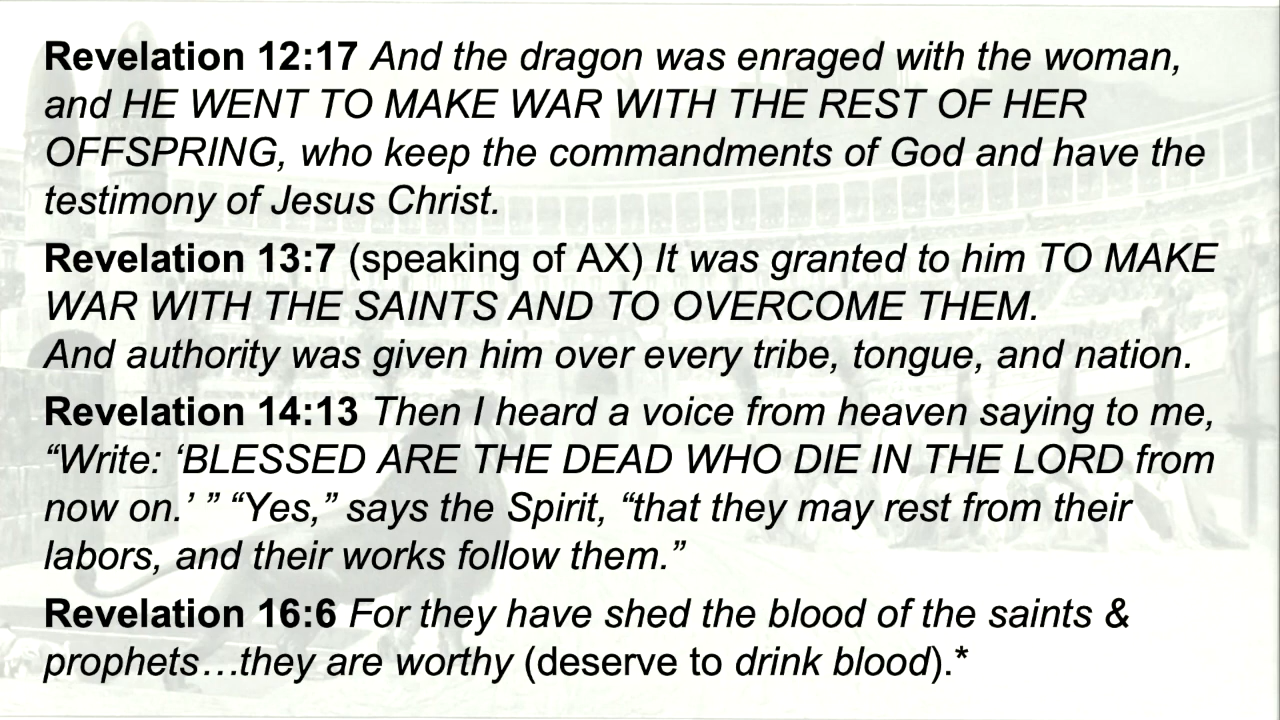 Revelation 12:17 And the dragon was enraged with the woman,
and HE WENT TO MAKE WAR WITH THE REST OF HER
OFFSPRING, who keep the commandments of God and have the
testimony of Jesus Christ.
Revelation 13:7 (speaking of AX) It was granted to him TO MAKE
WAR WITH THE SAINTS AND TO OVERCOME THEM.
And authority was given him over every tribe, tongue, and nation.
Revelation 14:13 Then I heard a voice from heaven saying to me,
“Write: ‘BLESSED ARE THE DEAD WHO DIE IN THE LORD from
now on.’ ” “Yes,” says the Spirit, “that they may rest from their
labors, and their works follow them.”
Revelation 16:6 For they have shed the blood of the saints &
prophets…they are worthy (deserve to drink blood).*